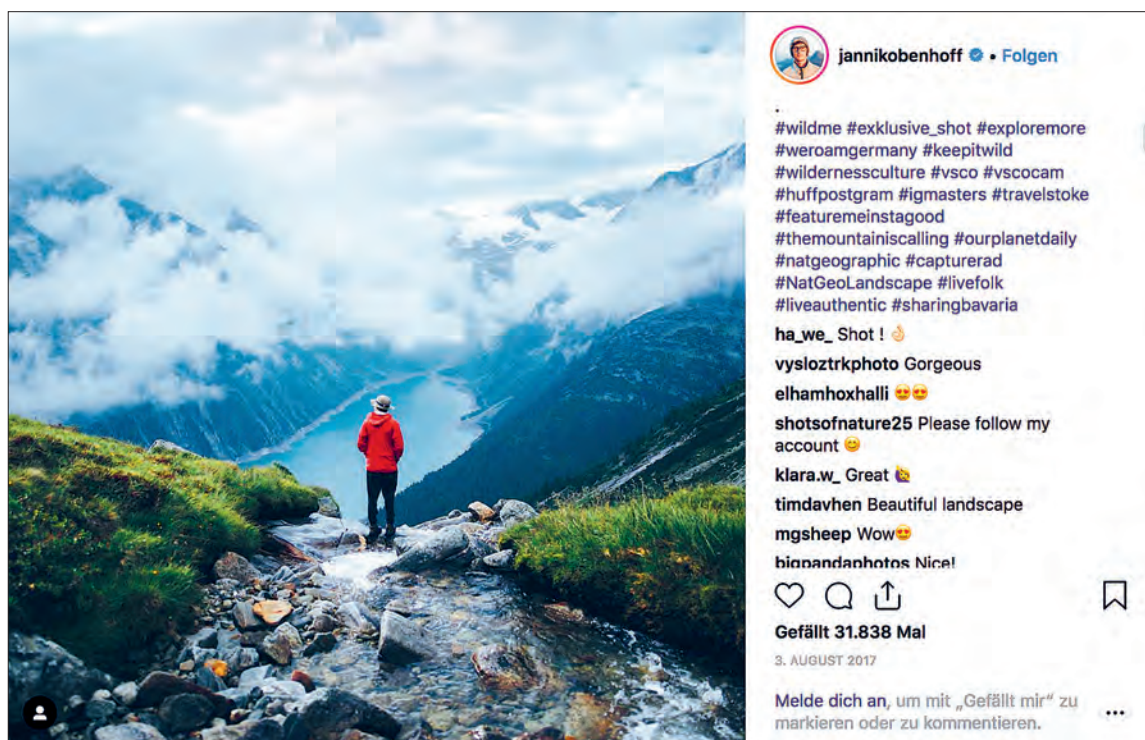 jannikobenhoff • Folgen
.
#wildme #exklusive_shot #exploremore
#weroamgermany #keepitwild
#wildernessculture #vsco #vscocam
#huffpostgram #igmasters #travelstoke
#featuremeinstagood
#themountainiscalling #ourplanetdaily
#natgeographic #capturerad
#NatGeoLandscape #livefolk
#liveauthentic #sharingbavaria
ha_we_ Shot ! 👌🏻
vysloztrkphoto Gorgeous
elhamhoxhalli 😍😍
shotsofnature25 Please follow my
account 😊
klara.w_ Great 🙋
timdavhen Beautiful landscape
mgsheep Wow😍
bigpandaphotos Nice!
Gefällt 31.838 Mal
3. AUGUST 2017
Melde dich an, um mit „Gefällt mir“ zu
markieren oder zu kommentieren.